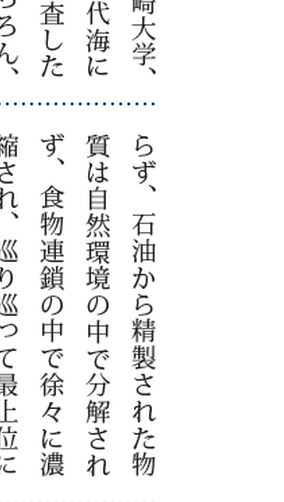 崎大学、
代海に
査した
ろん、
らず、石油から精製された物
質は自然環境の中で分解され
ず、食物連鎖の中で徐々に濃
縮され、巡り巡って最上位に